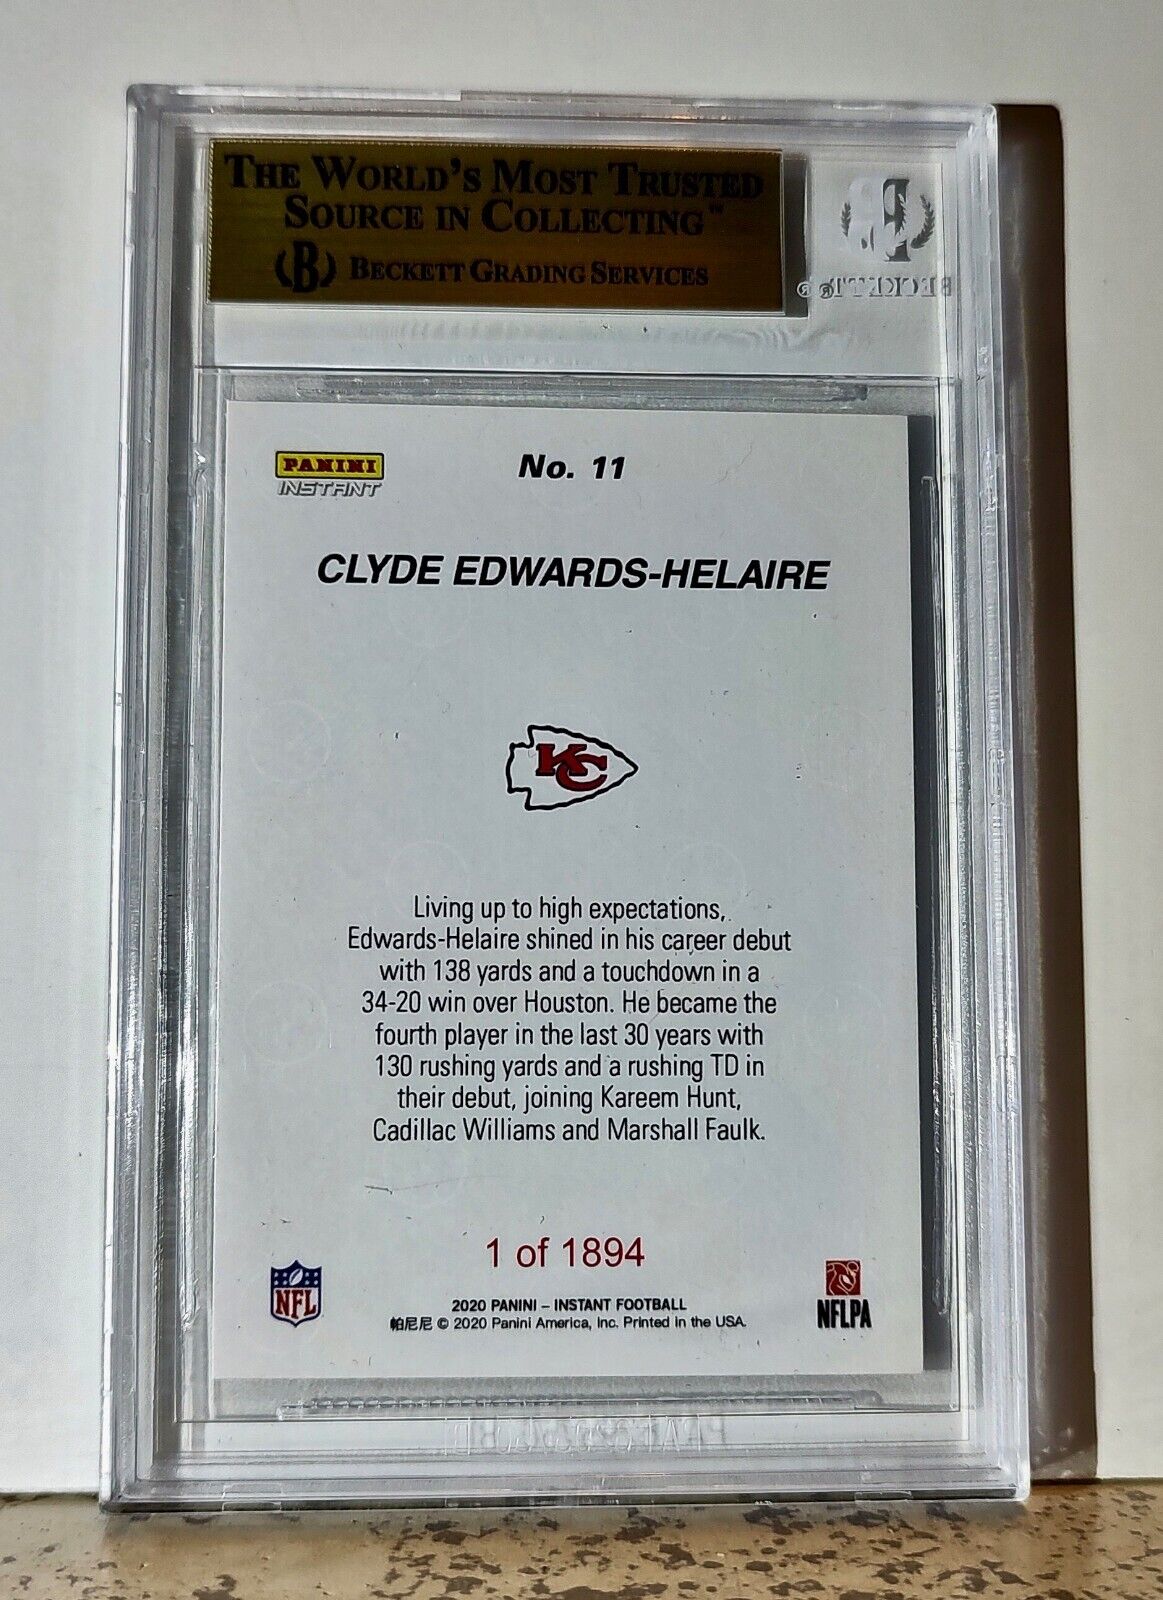 THE WORLD'S MOST TRUSTED
SOURCE IN COLLECTING™
B BECKETT GRADING SERVICES
BECKETT®
PANINI
INSTANT
No. 11
CLYDE EDWARDS-HELAIRE
KC
Living up to high expectations,
Edwards-Helaire shined in his career debut
with 138 yards and a touchdown in a
34-20 win over Houston. He became the
fourth player in the last 30 years with
130 rushing yards and a rushing TD in
their debut, joining Kareem Hunt,
Cadillac Williams and Marshall Faulk.
1 of 1894
NFL
2020 PANINI – INSTANT FOOTBALL
帕尼尼 © 2020 Panini America, Inc. Printed in the USA.
NFLPA